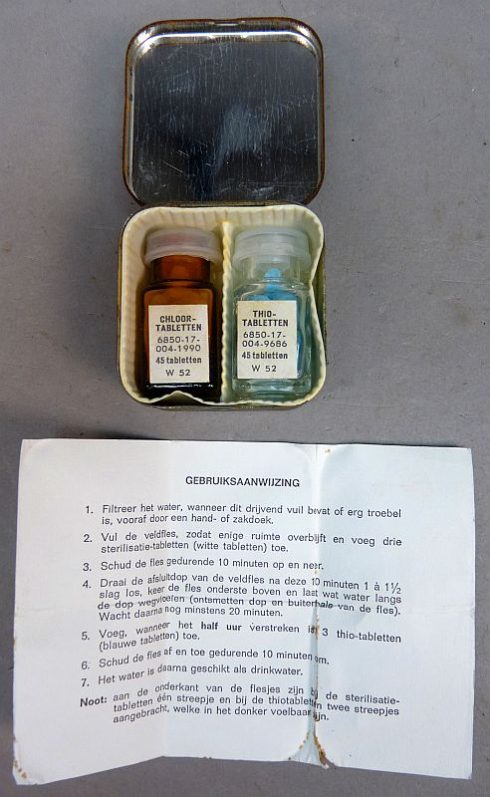 CHLOOR-
TABLETTEN
6850-17-
004-1990
45 tabletten
W 52
THIO-
TABLETTEN
6850-17-
004-9686
45 tabletten
W 52
GEBRUIKSAANWIJZING
1. Filtreer het water, wanneer dit drijvend vuil bevat of erg troebel
is, vooraf door een hand- of zakdoek.
2. Vul de veldfles, zodat enige ruimte overblijft en voeg drie
sterilisatie-tabletten (witte tabletten) toe.
3. Schud de fles gedurende 10 minuten op en neer.
4. Draai de afsluitdop van de veldfles na deze 10 minuten 1 à 1½
slag los, keer de fles onderste boven en laat wat water langs
de dop wegvloeien (ontsmetten dop en buitenhals van de fles).
Wacht daarna nog minstens 20 minuten.
5. Voeg, wanneer het half uur verstreken is 3 thio-tabletten
(blauwe tabletten) toe.
6. Schud de fles af en toe gedurende 10 minuten om.
7. Het water is daarna geschikt als drinkwater.
Noot: aan de onderkant van de flesjes zijn bij de sterilisatie-
tabletten één streepje en bij de thiotabletten twee streepjes
aangebracht, welke in het donker voelbaar zijn.